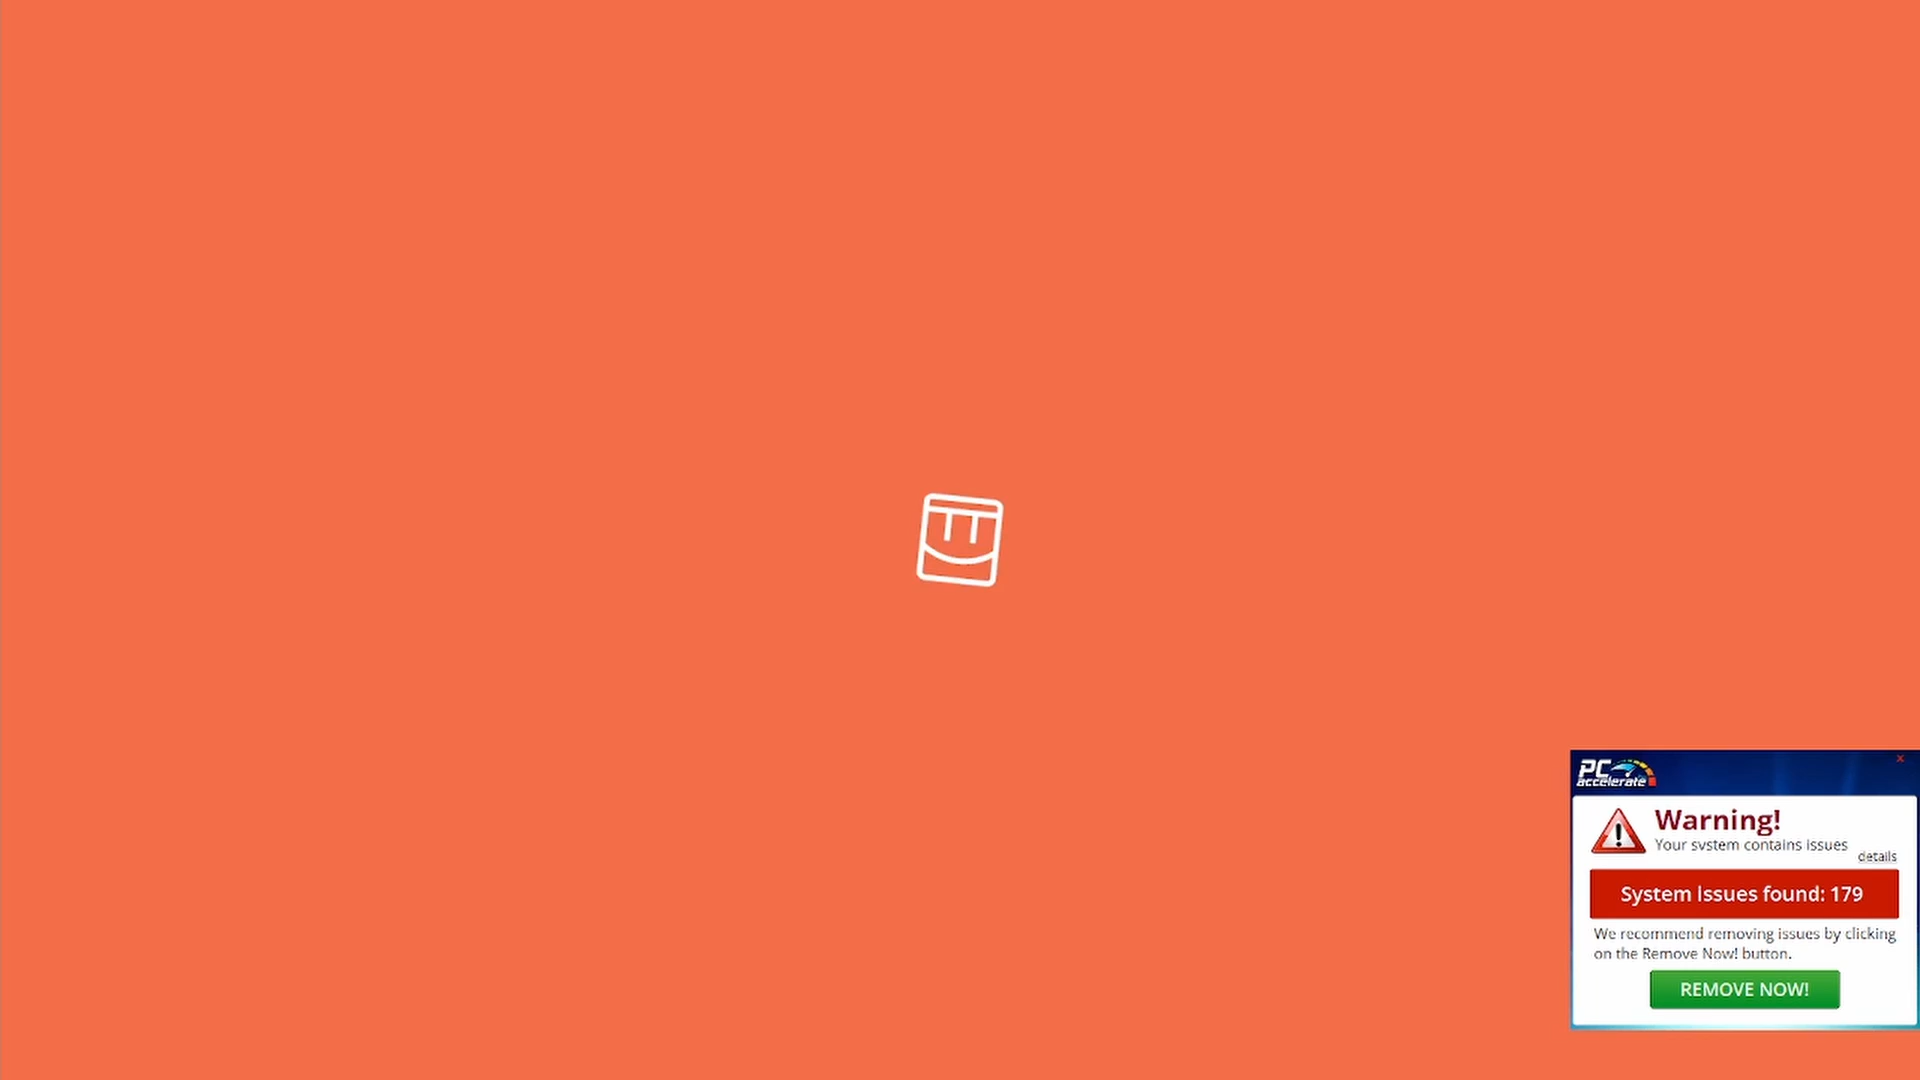 PC
accelerate
×
Warning!
Your system contains issues
details
System Issues found: 179
We recommend removing issues by clicking
on the Remove Now! button.
REMOVE NOW!